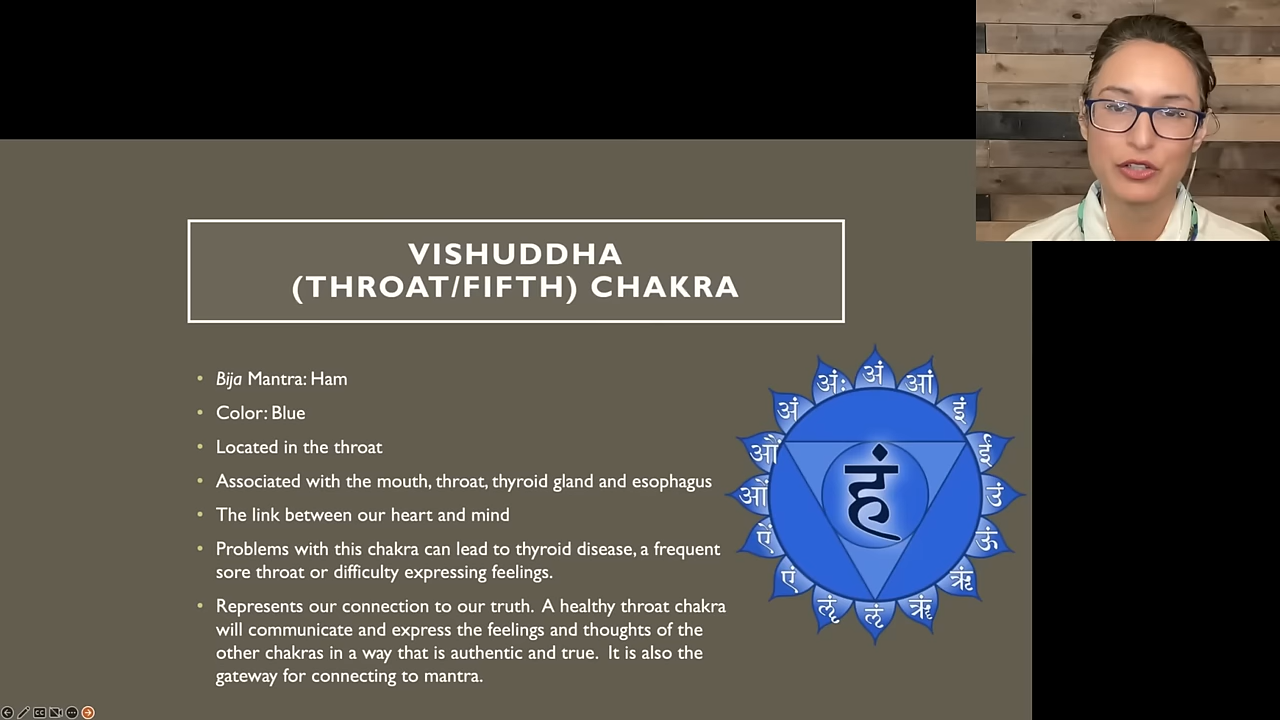 VISHUDDHA
(THROAT/FIFTH) CHAKRA
• Bija Mantra: Ham
• Color: Blue
• Located in the throat
• Associated with the mouth, throat, thyroid gland and esophagus
• The link between our heart and mind
• Problems with this chakra can lead to thyroid disease, a frequent
sore throat or difficulty expressing feelings.
• Represents our connection to our truth. A healthy throat chakra
will communicate and express the feelings and thoughts of the
other chakras in a way that is authentic and true. It is also the
gateway for connecting to mantra.
अं
आं
इं
ईं
उं
ऊं
ऋं
ॠं
ऌं
ॡं
एं
ऐं
ओं
औं
अं
अंः
हं
CC